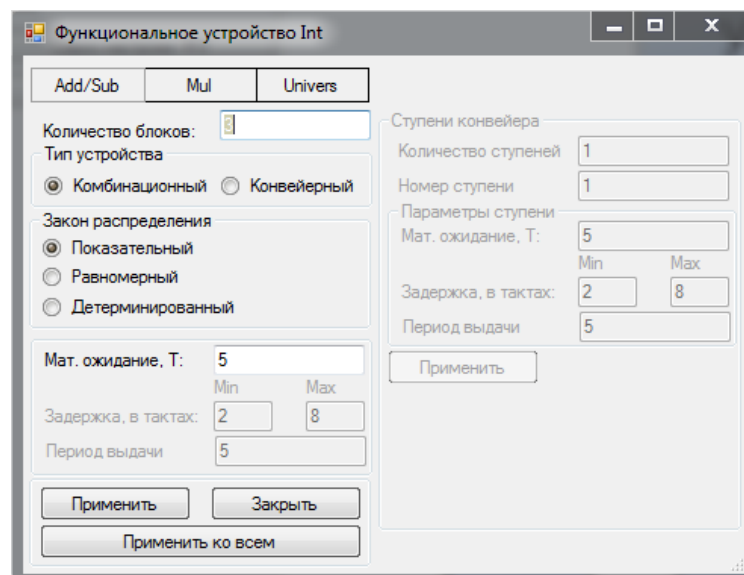 Функциональное устройство Int
Add/Sub Mul Univers
Количество блоков: 3
Тип устройства
Комбинационный Конвейерный
Закон распределения
Показательный
Равномерный
Детерминированный
Мат. ожидание, Т: 5
Min Max
Задержка, в тактах: 2 8
Период выдачи 5
Применить Закрыть
Применить ко всем
Ступени конвейера
Количество ступеней 1
Номер ступени 1
Параметры ступени
Мат. ожидание, Т: 5
Min Max
Задержка, в тактах: 2 8
Период выдачи 5
Применить